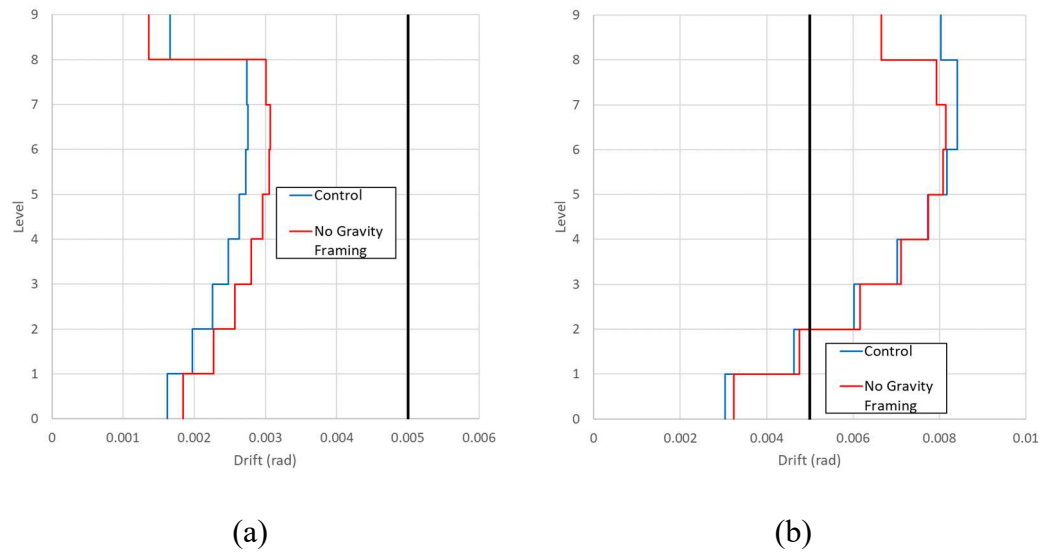 9
8
7
6
5
4
3
2
1
0
Level
0
0.001
0.002
0.003
0.004
0.005
0.006
Drift (rad)
Control
No Gravity
Framing
(a)
9
8
7
6
5
4
3
2
1
0
Level
0
0.002
0.004
0.006
0.008
0.01
Drift (rad)
Control
No Gravity
Framing
(b)